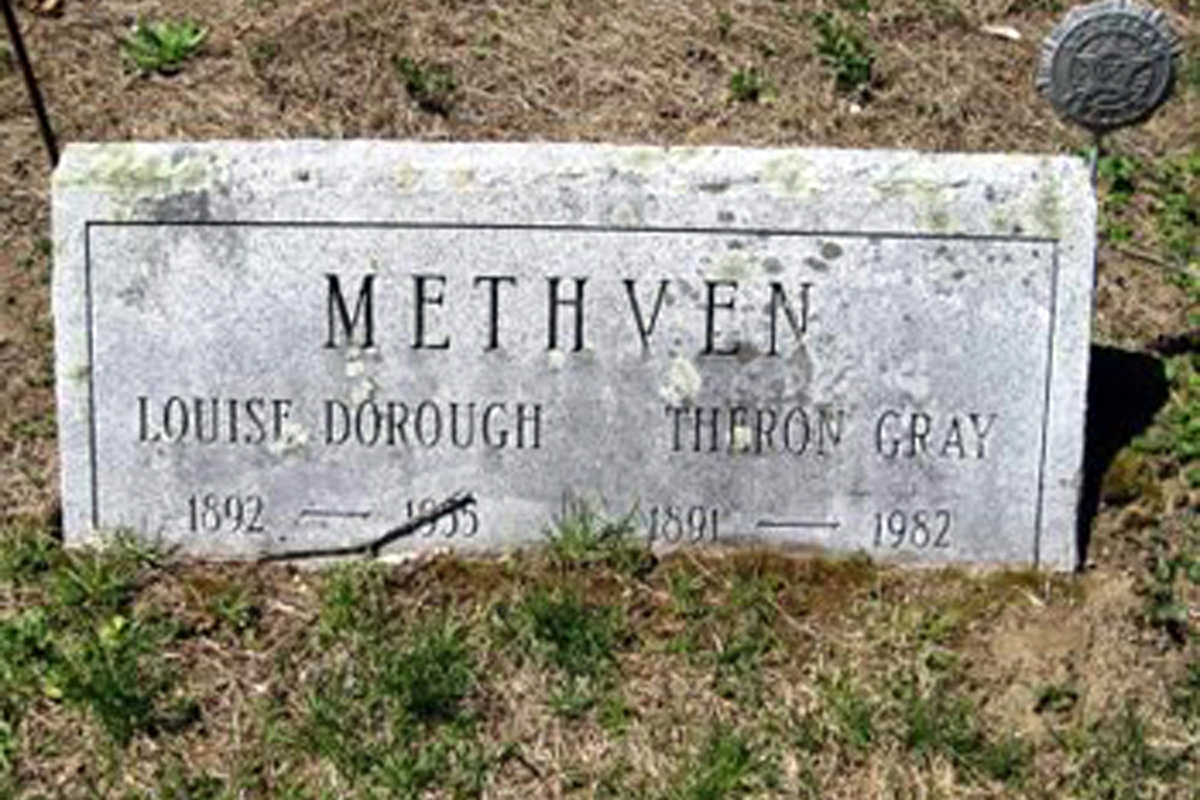 METHVEN
LOUISE DOROUGH THERON GRAY
1892 — 1891 — 1982